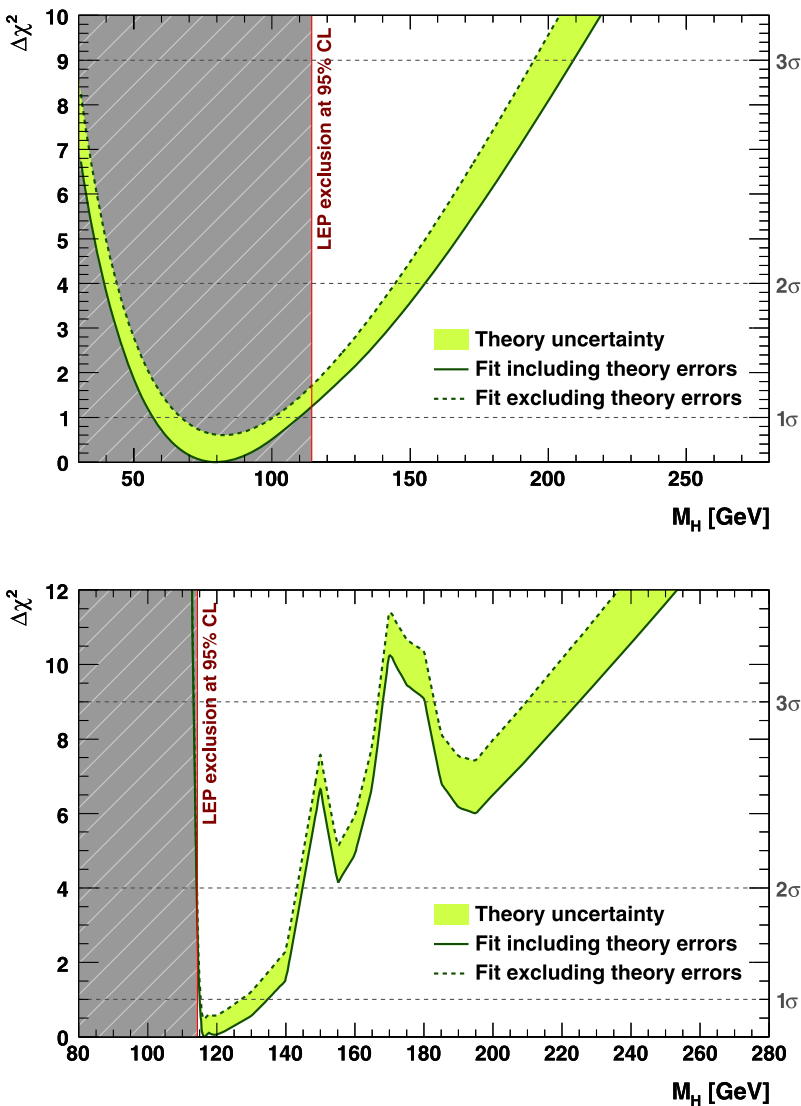 Δχ²
10
9
8
7
6
5
4
3
2
1
0
3σ
2σ
1σ
LEP exclusion at 95% CL
Theory uncertainty
Fit including theory errors
Fit excluding theory errors
50 100 150 200 250
M_H [GeV]
Δχ²
12
10
8
6
4
2
0
3σ
2σ
1σ
LEP exclusion at 95% CL
Theory uncertainty
Fit including theory errors
Fit excluding theory errors
80 100 120 140 160 180 200 220 240 260 280
M_H [GeV]